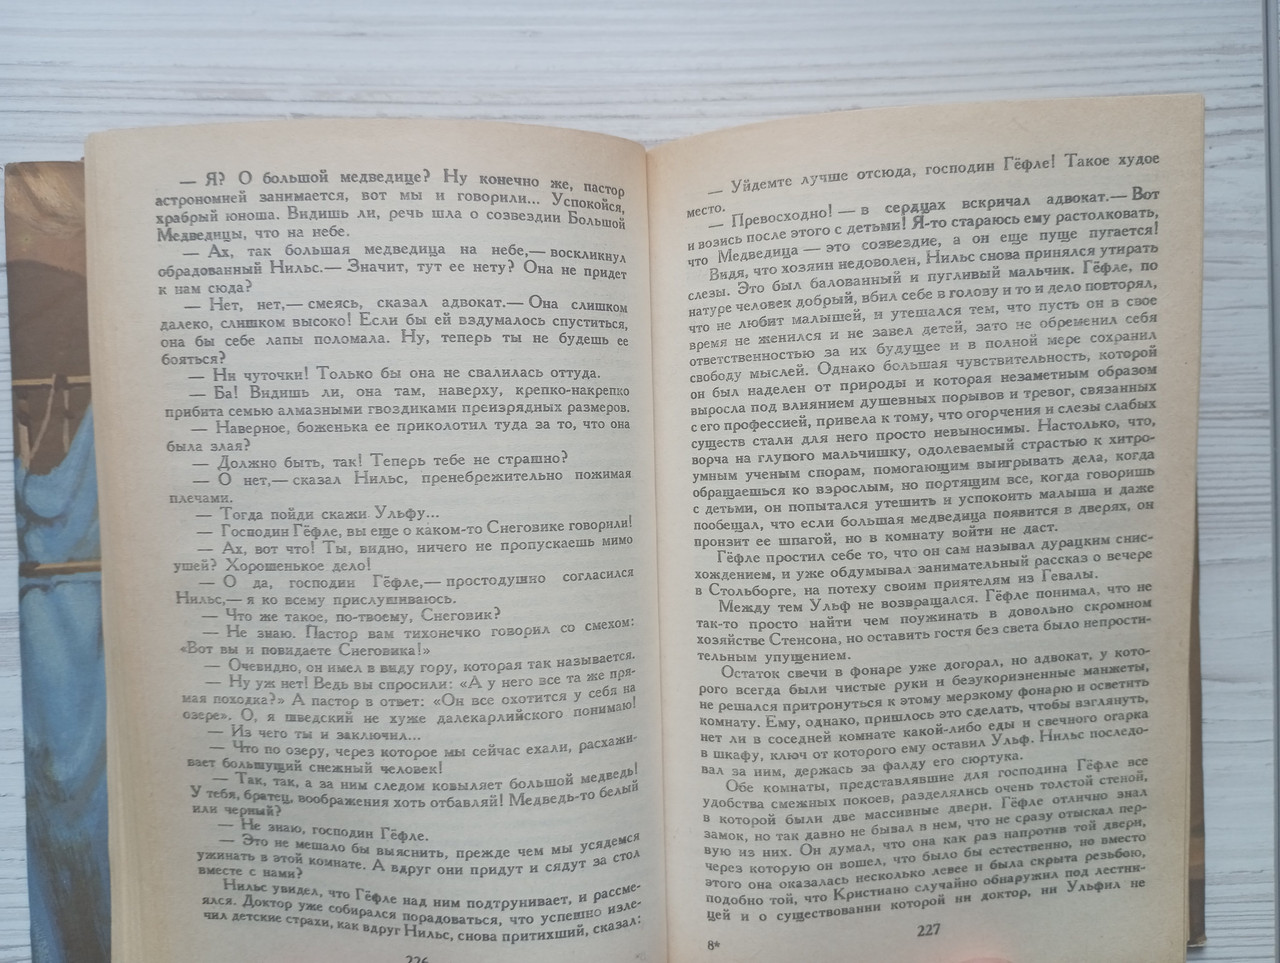 — Я? О большой медведице? Ну конечно же, пастор
астрономией занимается, вот мы и говорили... Успокойся,
храбрый юноша. Видишь ли, речь шла о созвездии Большой
Медведицы, что на небе.
— Ах, так большая медведица на небе,— воскликнул
обрадованный Нильс.— Значит, тут ее нету? Она не придет
к нам сюда?
— Нет, нет,— смеясь, сказал адвокат.— Она слишком
далеко, слишком высоко! Если бы ей вздумалось спуститься,
она бы себе лапы поломала. Ну, теперь ты не будешь ее
бояться?
— Ни чуточки! Только бы она не свалилась оттуда.
— Ба! Видишь ли, она там, наверху, крепко-накрепко
прибита семью алмазными гвоздиками преизрядных размеров.
— Наверное, боженька ее приколотил туда за то, что она
была злая?
— Должно быть, так! Теперь тебе не страшно?
— О нет,— сказал Нильс, пренебрежительно пожимая
плечами.
— Тогда пойди скажи Ульфу...
— Господин Гёфле, вы еще о каком-то Снеговике говорили!
— Ах, вот что! Ты, видно, ничего не пропускаешь мимо
ушей? Хорошенькое дело!
— О да, господин Гёфле,— простодушно согласился
Нильс,— я ко всему прислушиваюсь.
— Что же такое, по-твоему, Снеговик?
— Не знаю. Пастор вам тихонечко говорил со смехом:
«Вот вы и повидаете Снеговика!»
— Очевидно, он имел в виду гору, которая так называется.
— Ну уж нет! Ведь вы спросили: «А у него все та же пря-
мая походка?» А пастор в ответ: «Он все охотится у себя на
озере». О, я шведский не хуже далекарлийского понимаю!
— Из чего ты и заключил...
— Что по озеру, через которое мы сейчас ехали, расхажи-
вает большущий снежный человек!
— Так, так, а за ним следом ковыляет большой медведь!
У тебя, братец, воображения хоть отбавляй! Медведь-то белый
или черный?
— Не знаю, господин Гёфле.
— Это не мешало бы выяснить, прежде чем мы усядемся
ужинать в этой комнате. А вдруг они придут и сядут за стол
вместе с нами?
Нильс увидел, что Гёфле над ним подтрунивает, и рассме-
ялся. Доктор уже собирался порадоваться, что успешно изле-
чил детские страхи, как вдруг Нильс, снова притихший, сказал:
226
— Уйдемте лучше отсюда, господин Гёфле! Такое худое
место.
— Превосходно! — в сердцах вскричал адвокат.— Вот
и возись после этого с детьми! Я-то стараюсь ему растолковать,
что Медведица — это созвездие, а он еще пуще пугается!
Видя, что хозяин недоволен, Нильс снова принялся утирать
слезы. Это был балованный и пугливый мальчик. Гёфле, по
натуре человек добрый, вбил себе в голову и то и дело повторял,
что не любит малышей, и утешался тем, что пусть он в свое
время не женился и не завел детей, зато не обременил себя
ответственностью за их будущее и в полной мере сохранил
свободу мыслей. Однако большая чувствительность, которой
он был наделен от природы и которая незаметным образом
выросла под влиянием душевных порывов и тревог, связанных
с его профессией, привела к тому, что огорчения и слезы слабых
существ стали для него просто невыносимы. Настолько, что,
ворча на глупого мальчишку, одолеваемый страстью к хитро-
умным ученым спорам, помогающим выигрывать дела, когда
обращаешься ко взрослым, но портящим все, когда говоришь
с детьми, он попытался утешить и успокоить малыша и даже
пообещал, что если большая медведица появится в дверях, он
пронзит ее шпагой, но в комнату войти не даст.
Гёфле простил себе то, что он сам называл дурацким снис-
хождением, и уже обдумывал занимательный рассказ о вечере
в Стольборге, на потеху своим приятелям из Гевалы.
Между тем Ульф не возвращался. Гёфле понимал, что не
так-то просто найти чем поужинать в довольно скромном
хозяйстве Стенсона, но оставить гостя без света было непрости-
тельным упущением.
Остаток свечи в фонаре уже догорал, но адвокат, у кото-
рого всегда были чистые руки и безукоризненные манжеты,
не решался притронуться к этому мерзкому фонарю и осветить
комнату. Ему, однако, пришлось это сделать, чтобы взглянуть,
нет ли в соседней комнате какой-либо еды и свечного огарка
в шкафу, ключ от которого ему оставил Ульф. Нильс последо-
вал за ним, держась за фалду его сюртука.
Обе комнаты, представлявшие для господина Гёфле все
удобства смежных покоев, разделялись очень толстой стеной,
в которой были две массивные двери. Гёфле отлично знал
замок, но так давно не бывал в нем, что не сразу отыскал пер-
вую из них. Он думал, что она как раз напротив той двери,
через которую он вошел, что было бы естественно, но вместо
этого она оказалась несколько левее и была скрыта резьбою,
подобно той, что Кристиано случайно обнаружил под лестни-
цей и о существовании которой ни доктор, ни Ульфил не
8*
227